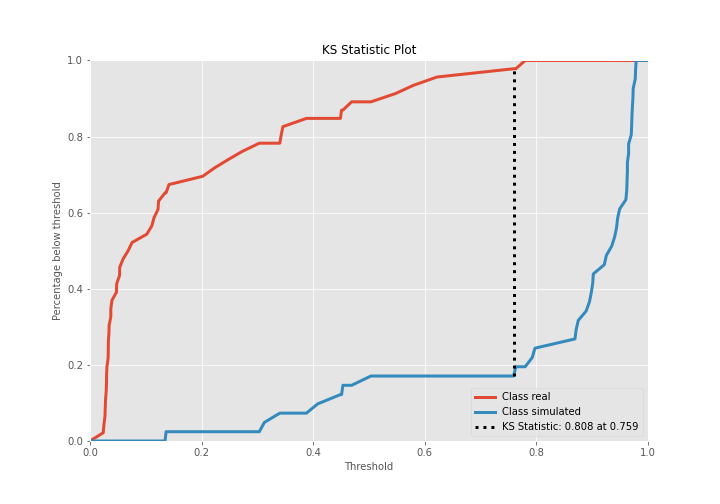 KS Statistic Plot
Percentage below threshold
1.0
0.8
0.6
0.4
0.2
0.0
0.0 0.2 0.4 0.6 0.8 1.0
Threshold
Class real
Class simulated
KS Statistic: 0.808 at 0.759